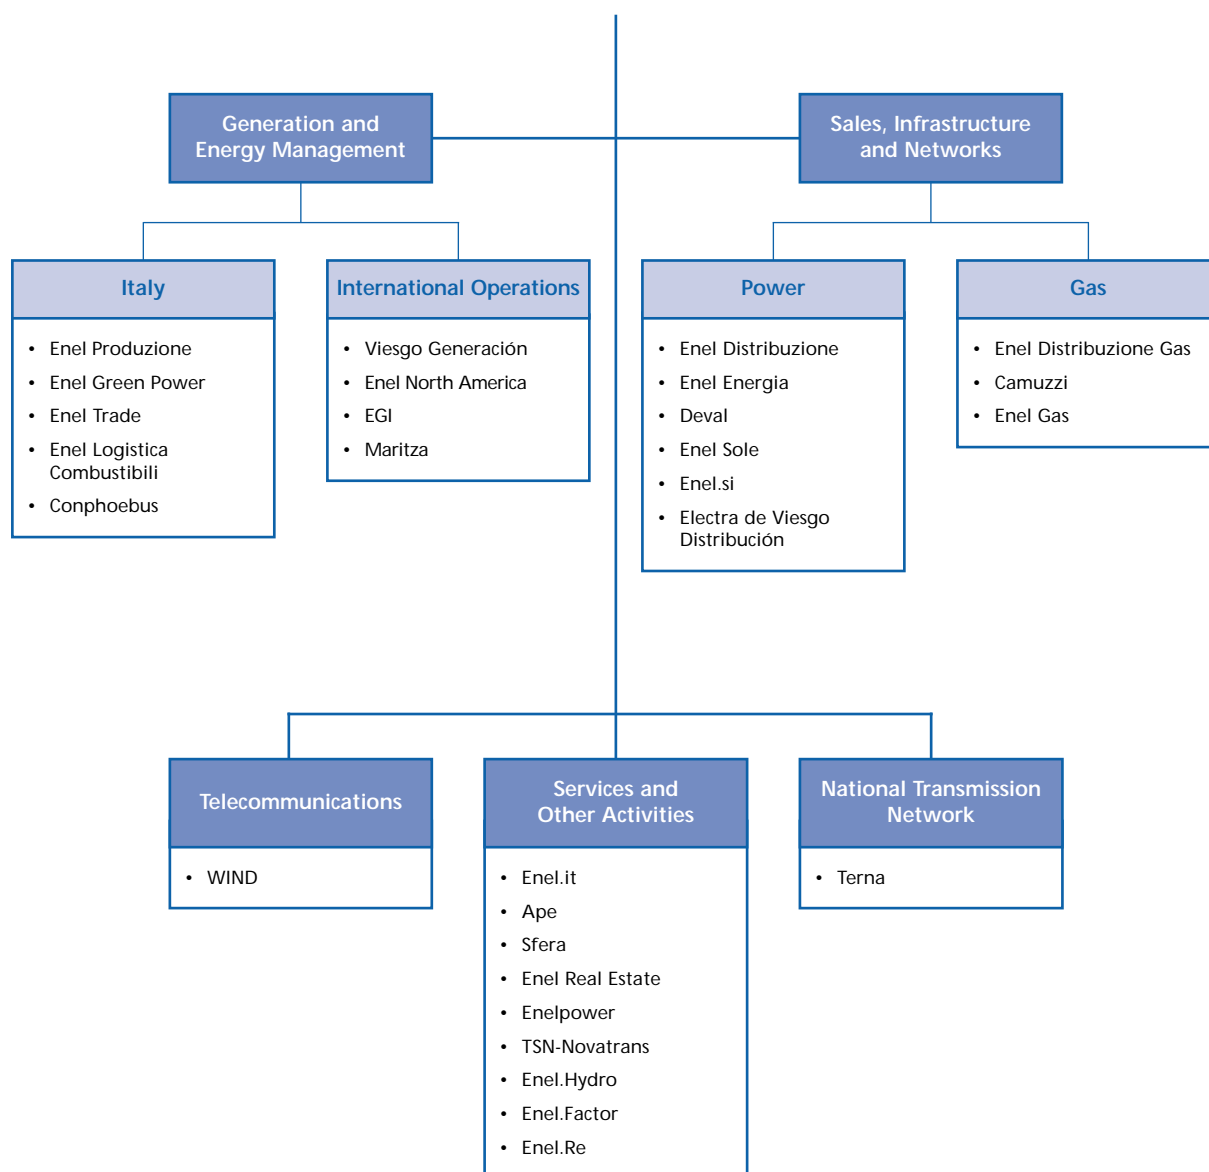 Generation and
Energy Management
Sales, Infrastructure
and Networks
Italy
• Enel Produzione
• Enel Green Power
• Enel Trade
• Enel Logistica
Combustibili
• Conphoebus
International Operations
• Viesgo Generación
• Enel North America
• EGI
• Maritza
Power
• Enel Distribuzione
• Enel Energia
• Deval
• Enel Sole
• Enel.si
• Electra de Viesgo
Distribución
Gas
• Enel Distribuzione Gas
• Camuzzi
• Enel Gas
Telecommunications
• WIND
Services and
Other Activities
• Enel.it
• Ape
• Sfera
• Enel Real Estate
• Enelpower
• TSN-Novatrans
• Enel.Hydro
• Enel.Factor
• Enel.Re
National Transmission
Network
• Terna